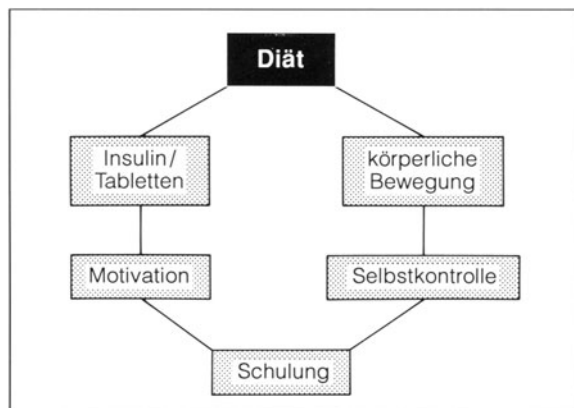 Diät
Insulin/
Tabletten
körperliche
Bewegung
Motivation
Selbstkontrolle
Schulung